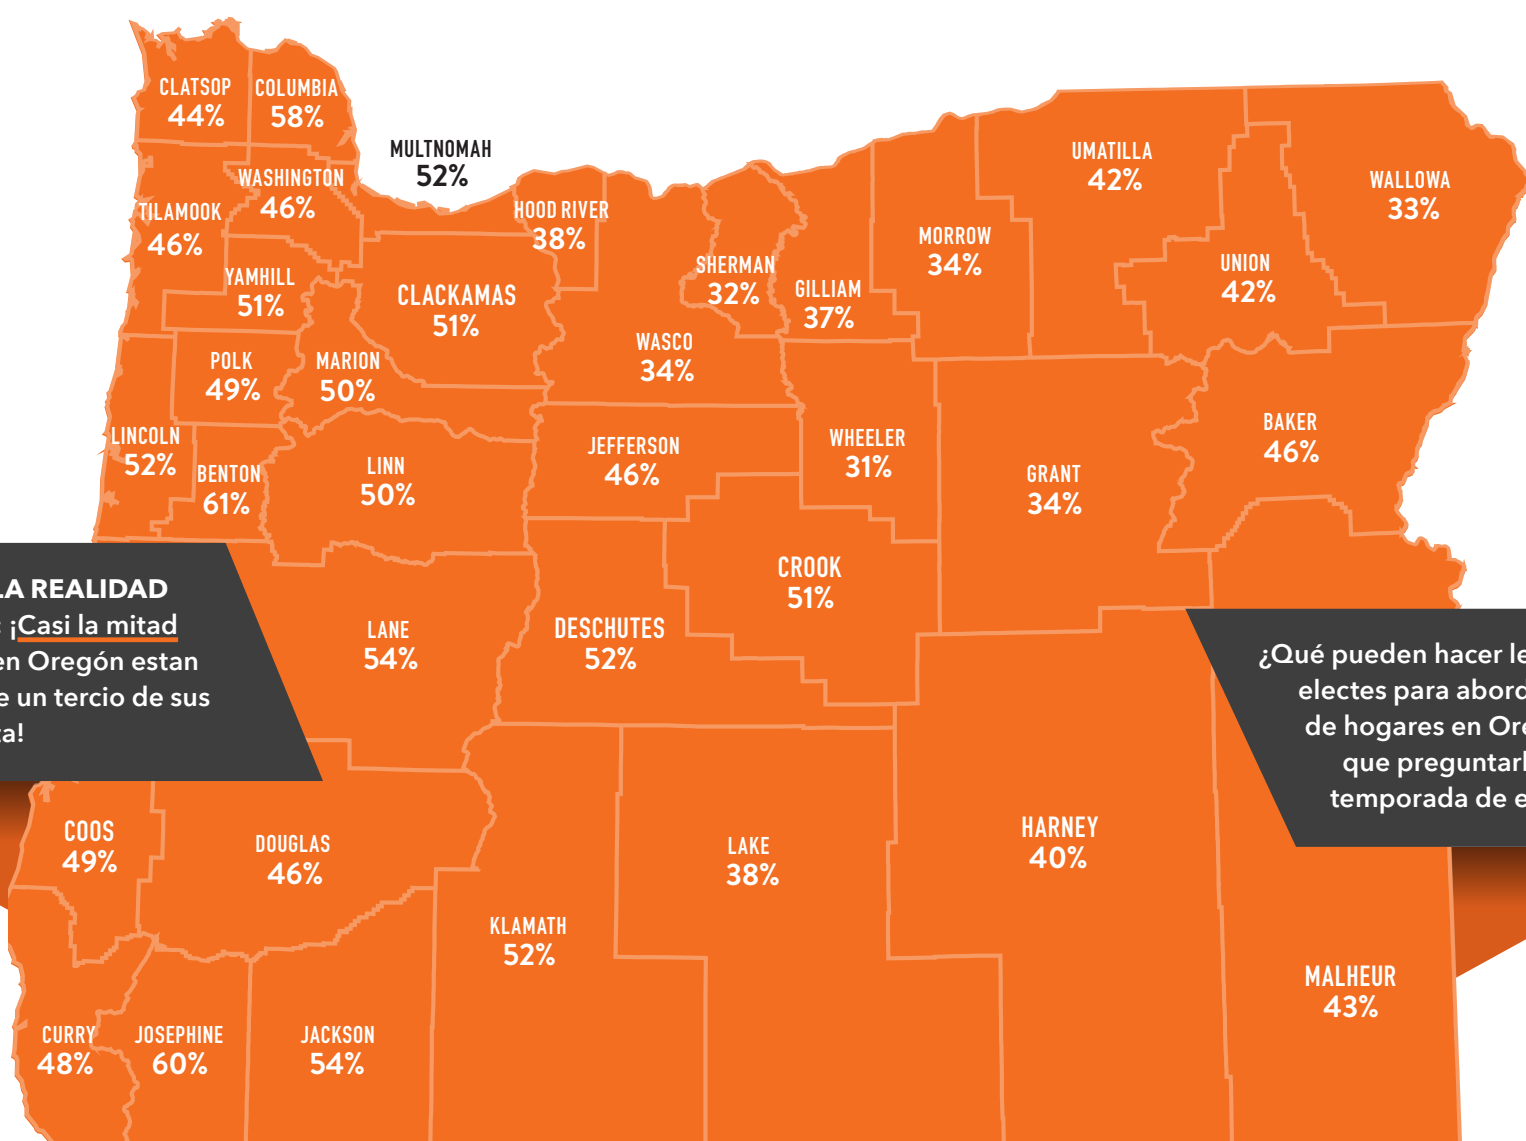 CLATSOP
44%
COLUMBIA
58%
MULTNOMAH
52%
WASHINGTON
46%
TILAMOOK
46%
HOOD RIVER
38%
UMATILLA
42%
WALLOWA
33%
MORROW
34%
UNION
42%
SHERMAN
32%
GILLIAM
37%
YAMHILL
51%
CLACKAMAS
51%
WASCO
34%
POLK
49%
MARION
50%
LINCOLN
52%
BENTON
61%
LINN
50%
JEFFERSON
46%
WHEELER
31%
GRANT
34%
BAKER
46%
CROOK
51%
LA REALIDAD
: ¡Casi la mitad
en Oregón estan
e un tercio de sus
ta!
LANE
54%
DESCHUTES
52%
¿Qué pueden hacer le
electes para abord
de hogares en Ore
que preguntarl
temporada de e
COOS
49%
DOUGLAS
46%
LAKE
38%
HARNEY
40%
KLAMATH
52%
MALHEUR
43%
CURRY
48%
JOSEPHINE
60%
JACKSON
54%